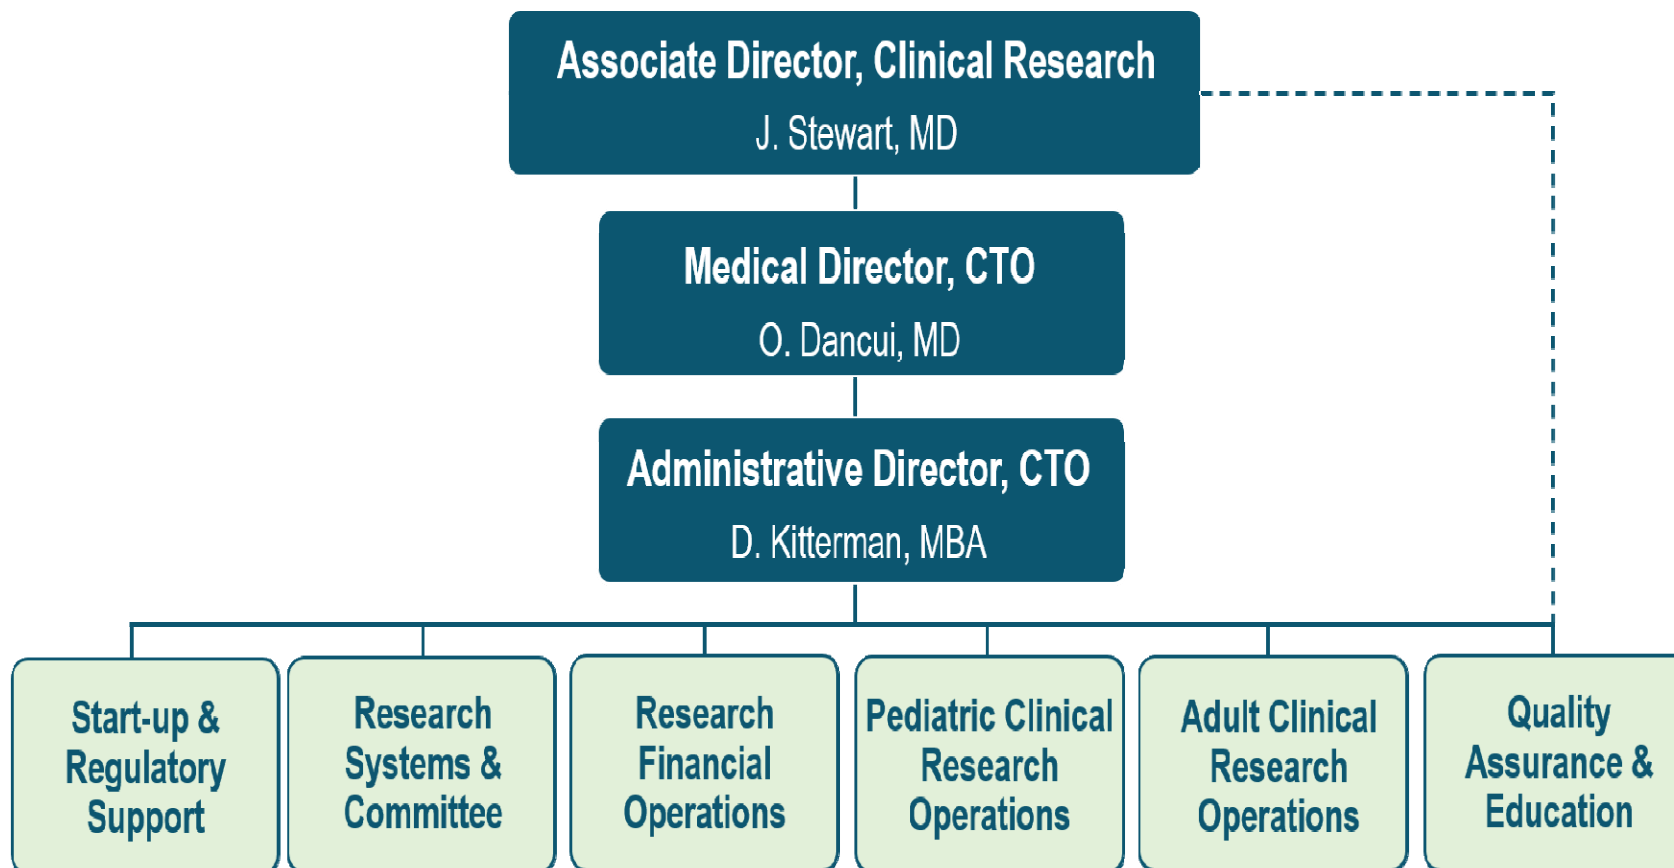 Associate Director, Clinical Research
J. Stewart, MD
Medical Director, CTO
O. Dancui, MD
Administrative Director, CTO
D. Kitterman, MBA
Start-up &
Regulatory
Support
Research
Systems &
Committee
Research
Financial
Operations
Pediatric Clinical
Research
Operations
Adult Clinical
Research
Operations
Quality
Assurance &
Education